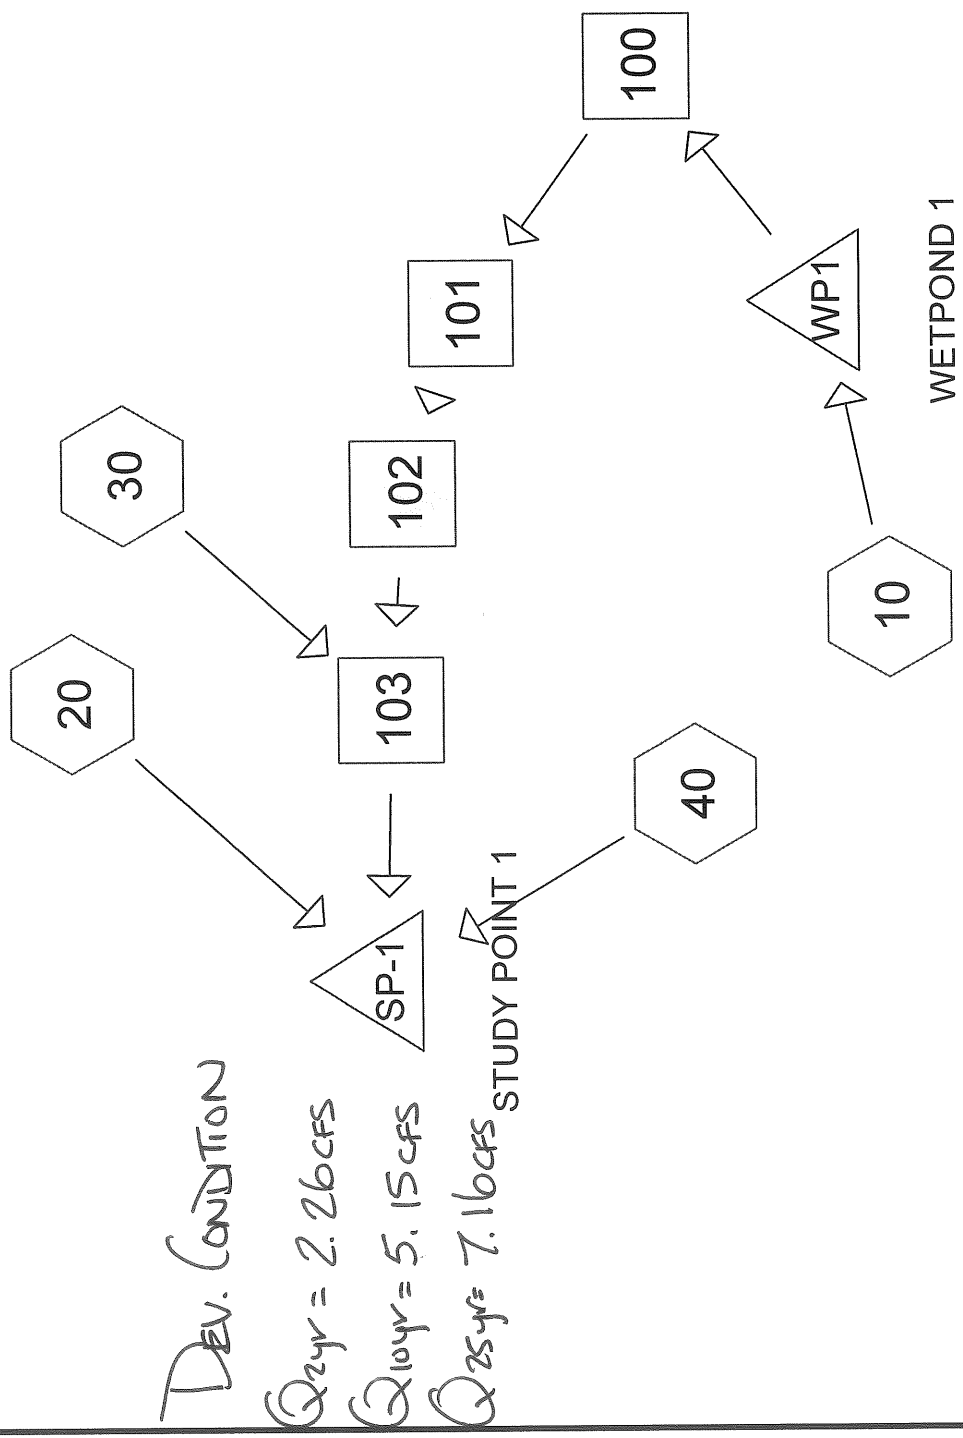 DEV. CONDITION
Q2yr = 2.26CFS
Q10yr = 5.15CFS
Q25yr= 7.16CFS
20
30
SP-1
STUDY POINT 1
103
102
101
100
40
10
WP1
WETPOND 1